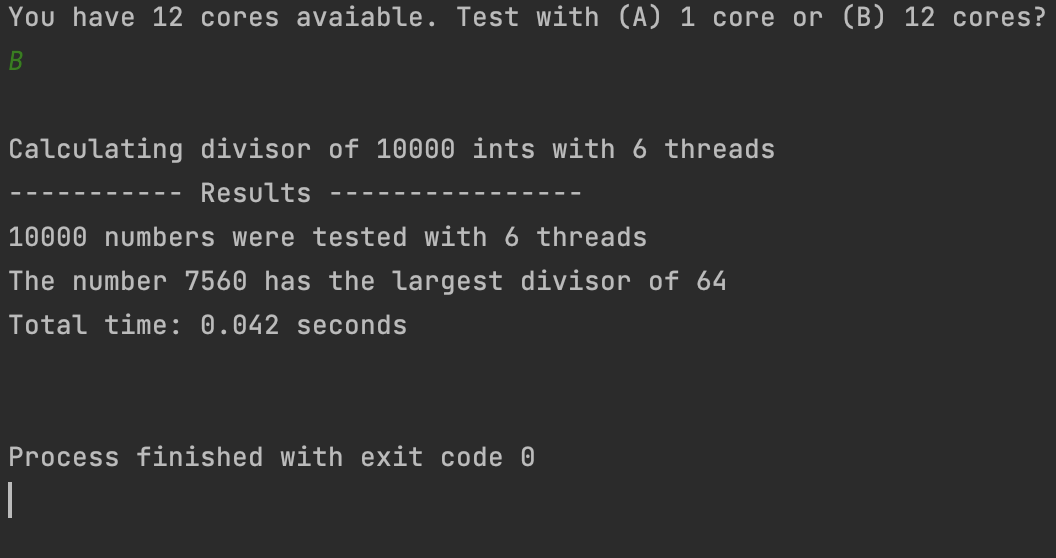 You have 12 cores avaiable. Test with (A) 1 core or (B) 12 cores?
B
Calculating divisor of 10000 ints with 6 threads
----------- Results ----------------
10000 numbers were tested with 6 threads
The number 7560 has the largest divisor of 64
Total time: 0.042 seconds
Process finished with exit code 0